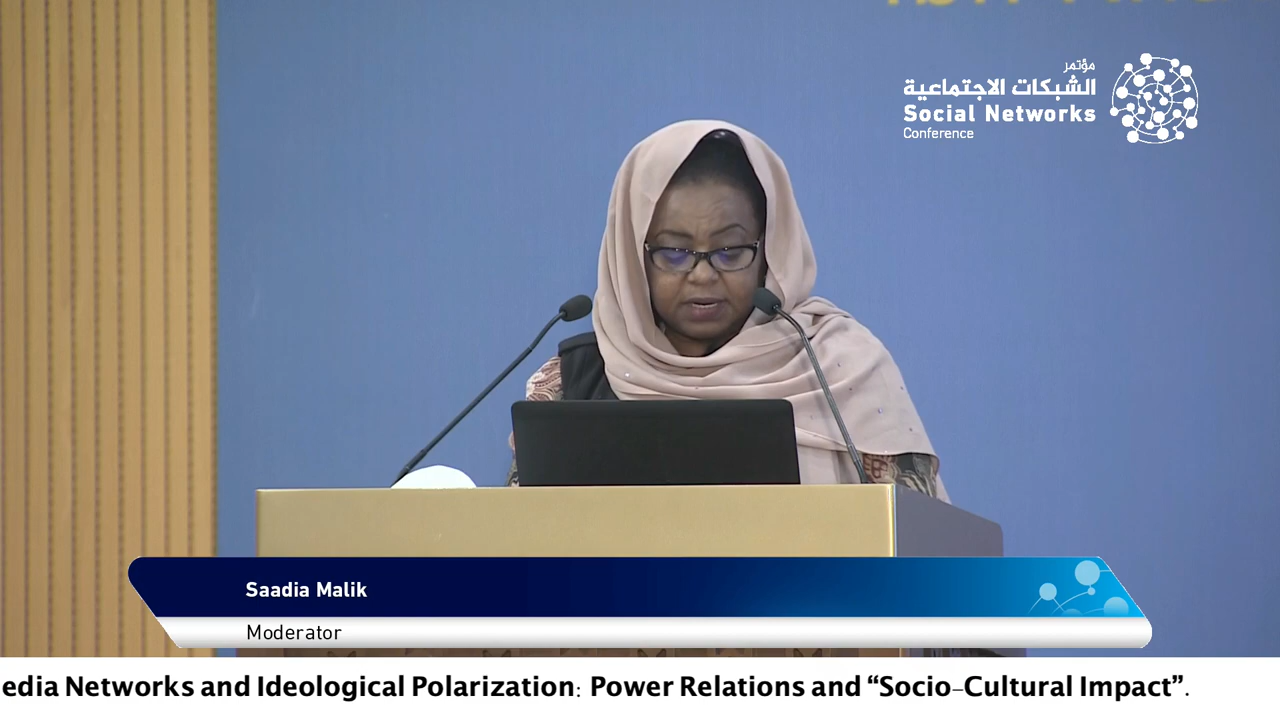 مؤتمر
الشبكات الاجتماعية
Social Networks
Conference
Saadia Malik
Moderator
edia Networks and Ideological Polarization: Power Relations and “Socio-Cultural Impact”.